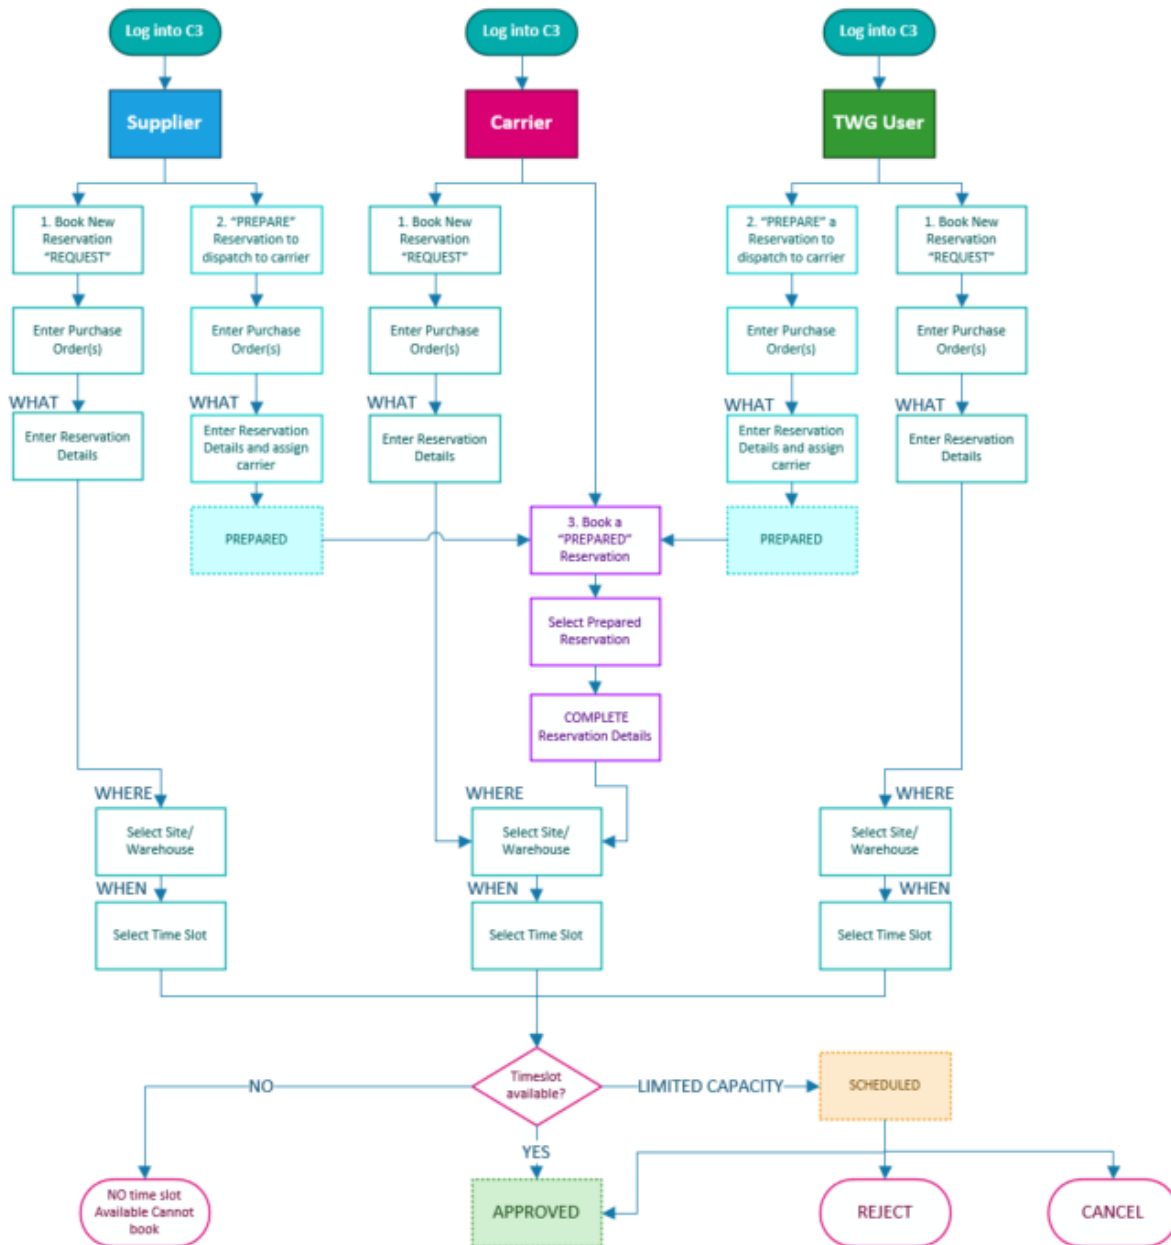 Log into C3
Log into C3
Log into C3
Supplier
Carrier
TWG User
1. Book New
Reservation
“REQUEST”
2. “PREPARE”
Reservation to
dispatch to carrier
1. Book New
Reservation
“REQUEST”
2. “PREPARE” a
Reservation to
dispatch to carrier
1. Book New
Reservation
“REQUEST”
Enter Purchase
Order(s)
Enter Purchase
Order(s)
Enter Purchase
Order(s)
Enter Purchase
Order(s)
Enter Purchase
Order(s)
WHAT
WHAT
WHAT
WHAT
WHAT
Enter Reservation
Details
Enter Reservation
Details and assign
carrier
Enter Reservation
Details
Enter Reservation
Details and assign
carrier
Enter Reservation
Details
PREPARED
3. Book a
“PREPARED”
Reservation
PREPARED
Select Prepared
Reservation
COMPLETE
Reservation Details
WHERE
WHERE
WHERE
Select Site/
Warehouse
Select Site/
Warehouse
Select Site/
Warehouse
WHEN
WHEN
WHEN
Select Time Slot
Select Time Slot
Select Time Slot
Timeslot
available?
NO
LIMITED CAPACITY
SCHEDULED
YES
NO time slot
Available Cannot
book
APPROVED
REJECT
CANCEL